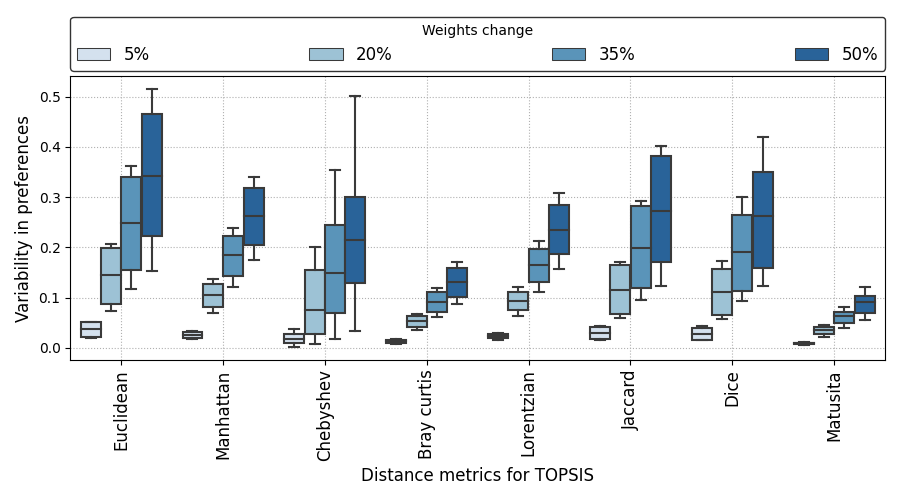 Weights change
5% 20% 35% 50%
Variability in preferences
0.5
0.4
0.3
0.2
0.1
0.0
Euclidean
Manhattan
Chebyshev
Bray curtis
Lorentzian
Jaccard
Dice
Matusita
Distance metrics for TOPSIS